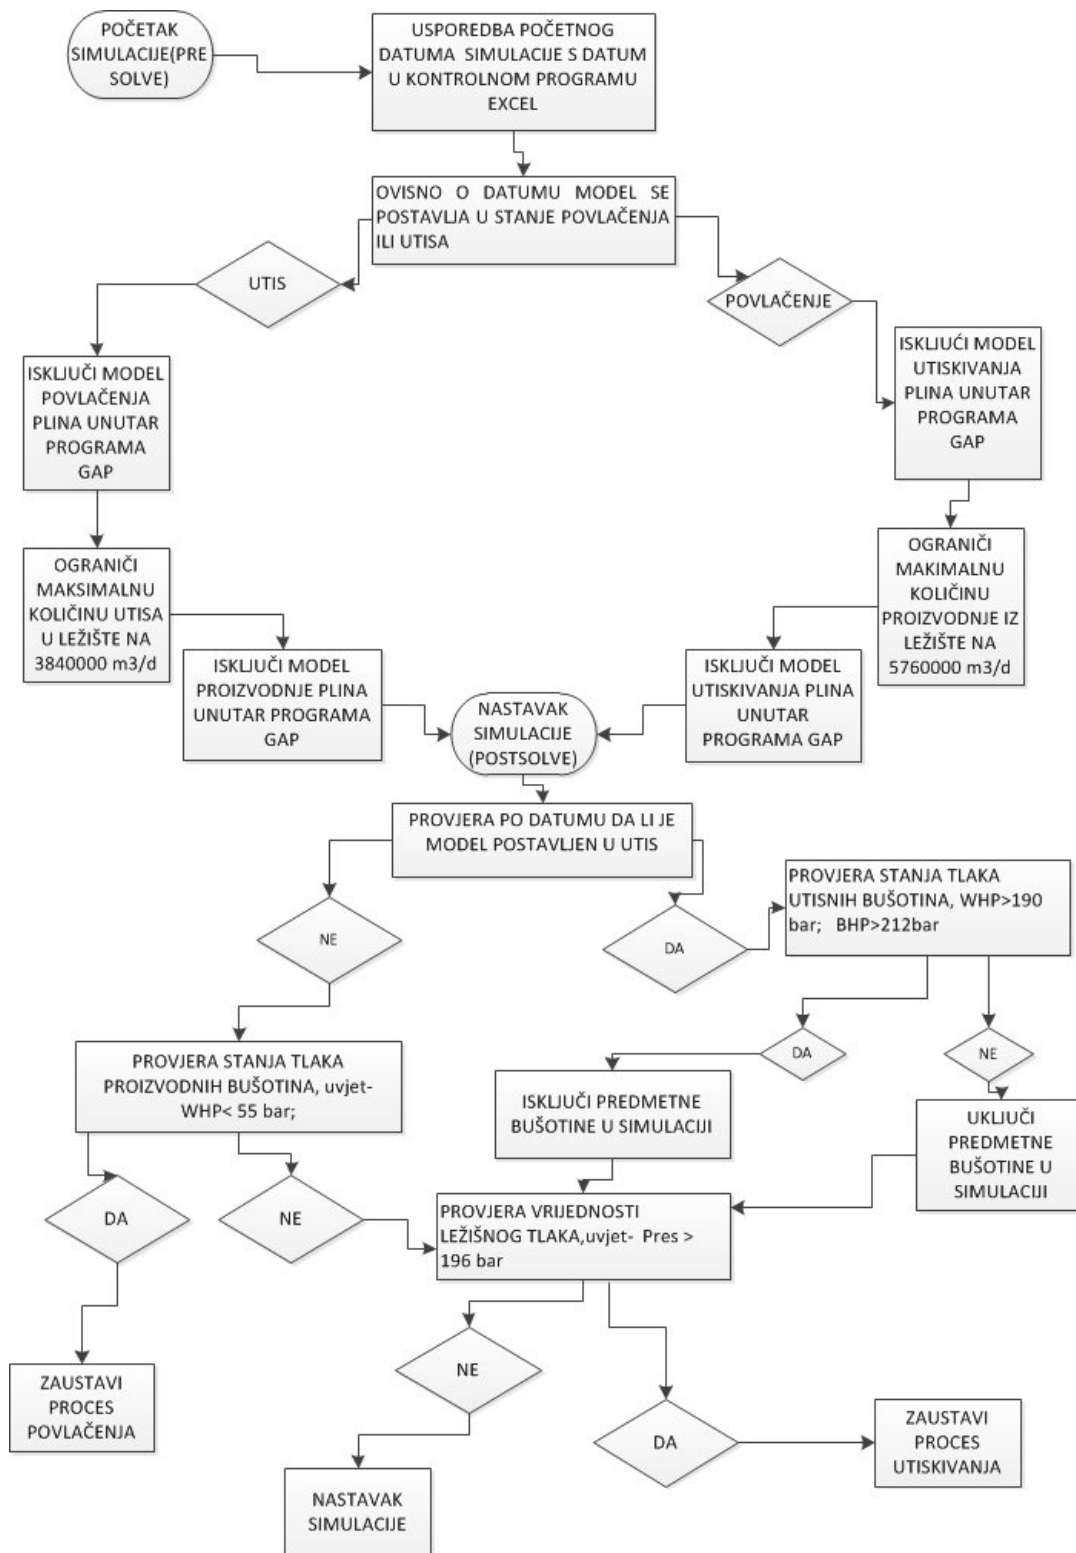 POČETAK
SIMULACIJE(PRE
SOLVE)
USPOREDBA POČETNOG
DATUMA SIMULACIJE S DATUM
U KONTROLNOM PROGRAMU
EXCEL
OVISNO O DATUMU MODEL SE
POSTAVLJA U STANJE POVLAČENJA
ILI UTISA
UTIS
POVLAČENJE
ISKLJUČI MODEL
POVLAČENJA
PLINA UNUTAR
PROGRAMA
GAP
ISKLJUĆI MODEL
UTISKIVANJA
PLINA UNUTAR
PROGRAMA
GAP
OGRANIČI
MAKSIMALNU
KOLIČINU UTISA
U LEŽIŠTE NA
3840000 m3/d
OGRANIČI
MAKIMALNU
KOLIČINU
PROIZVODNJE IZ
LEŽIŠTE NA
5760000 m3/d
ISKLJUČI MODEL
PROIZVODNJE PLINA
UNUTAR PROGRAMA
GAP
ISKLJUČI MODEL
UTISKIVANJA PLINA
UNUTAR
PROGRAMA GAP
NASTAVAK
SIMULACIJE
(POSTSOLVE)
PROVJERA PO DATUMU DA LI JE
MODEL POSTAVLJEN U UTIS
NE
DA
PROVJERA STANJA TLAKA
UTISNIH BUŠOTINA, WHP>190
bar; BHP>212bar
DA
NE
PROVJERA STANJA TLAKA
PROIZVODNIH BUŠOTINA, uvjet-
WHP< 55 bar;
ISKLJUČI PREDMETNE
BUŠOTINE U SIMULACIJI
UKLJUČI
PREDMETNE
BUŠOTINE U
SIMULACIJI
DA
NE
PROVJERA VRIJEDNOSTI
LEŽIŠNOG TLAKA,uvjet- Pres >
196 bar
NE
DA
ZAUSTAVI
PROCES
POVLAČENJA
NASTAVAK
SIMULACIJE
ZAUSTAVI
PROCES
UTISKIVANJA